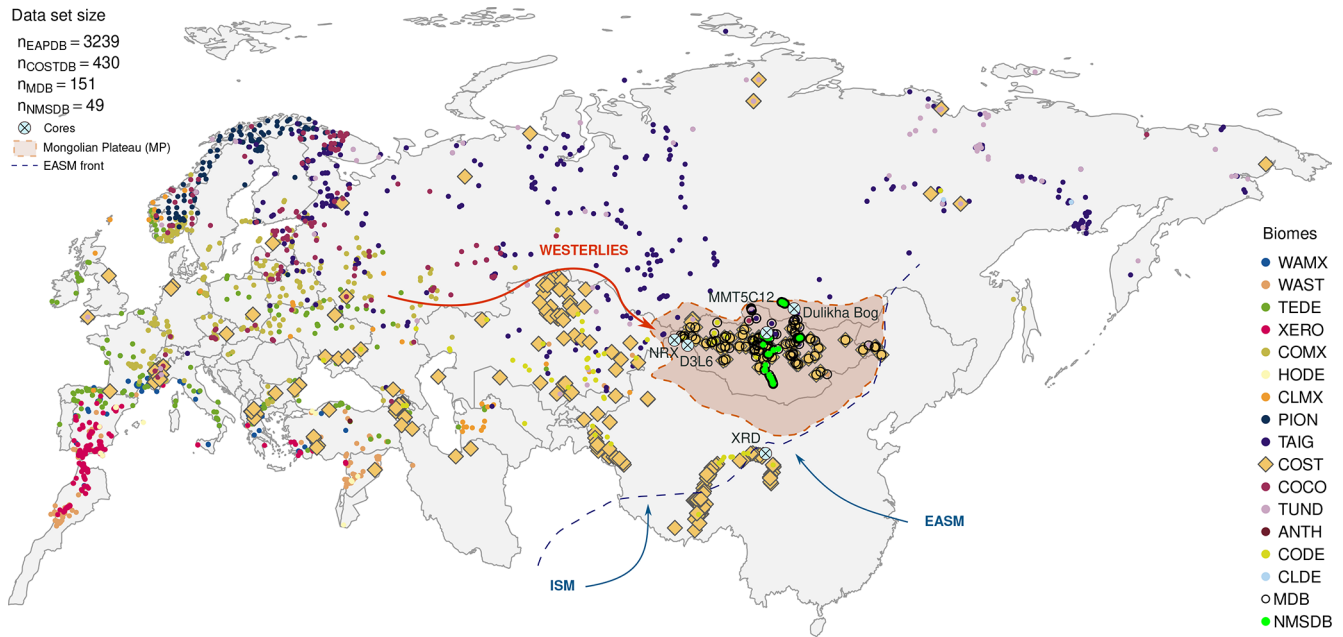 Data set size
nEAPDB = 3239
nCOSTDB = 430
nMDB = 151
nNMSDB = 49
Cores
Mongolian Plateau (MP)
EASM front
WESTERLIES
MMT5C12
Dulikha Bog
NRX
D3L6
XRD
EASM
ISM
Biomes
WAMX
WAST
TEDE
XERO
COMX
HODE
CLMX
PION
TAIG
COST
COCO
TUND
ANTH
CODE
CLDE
MDB
NMSDB